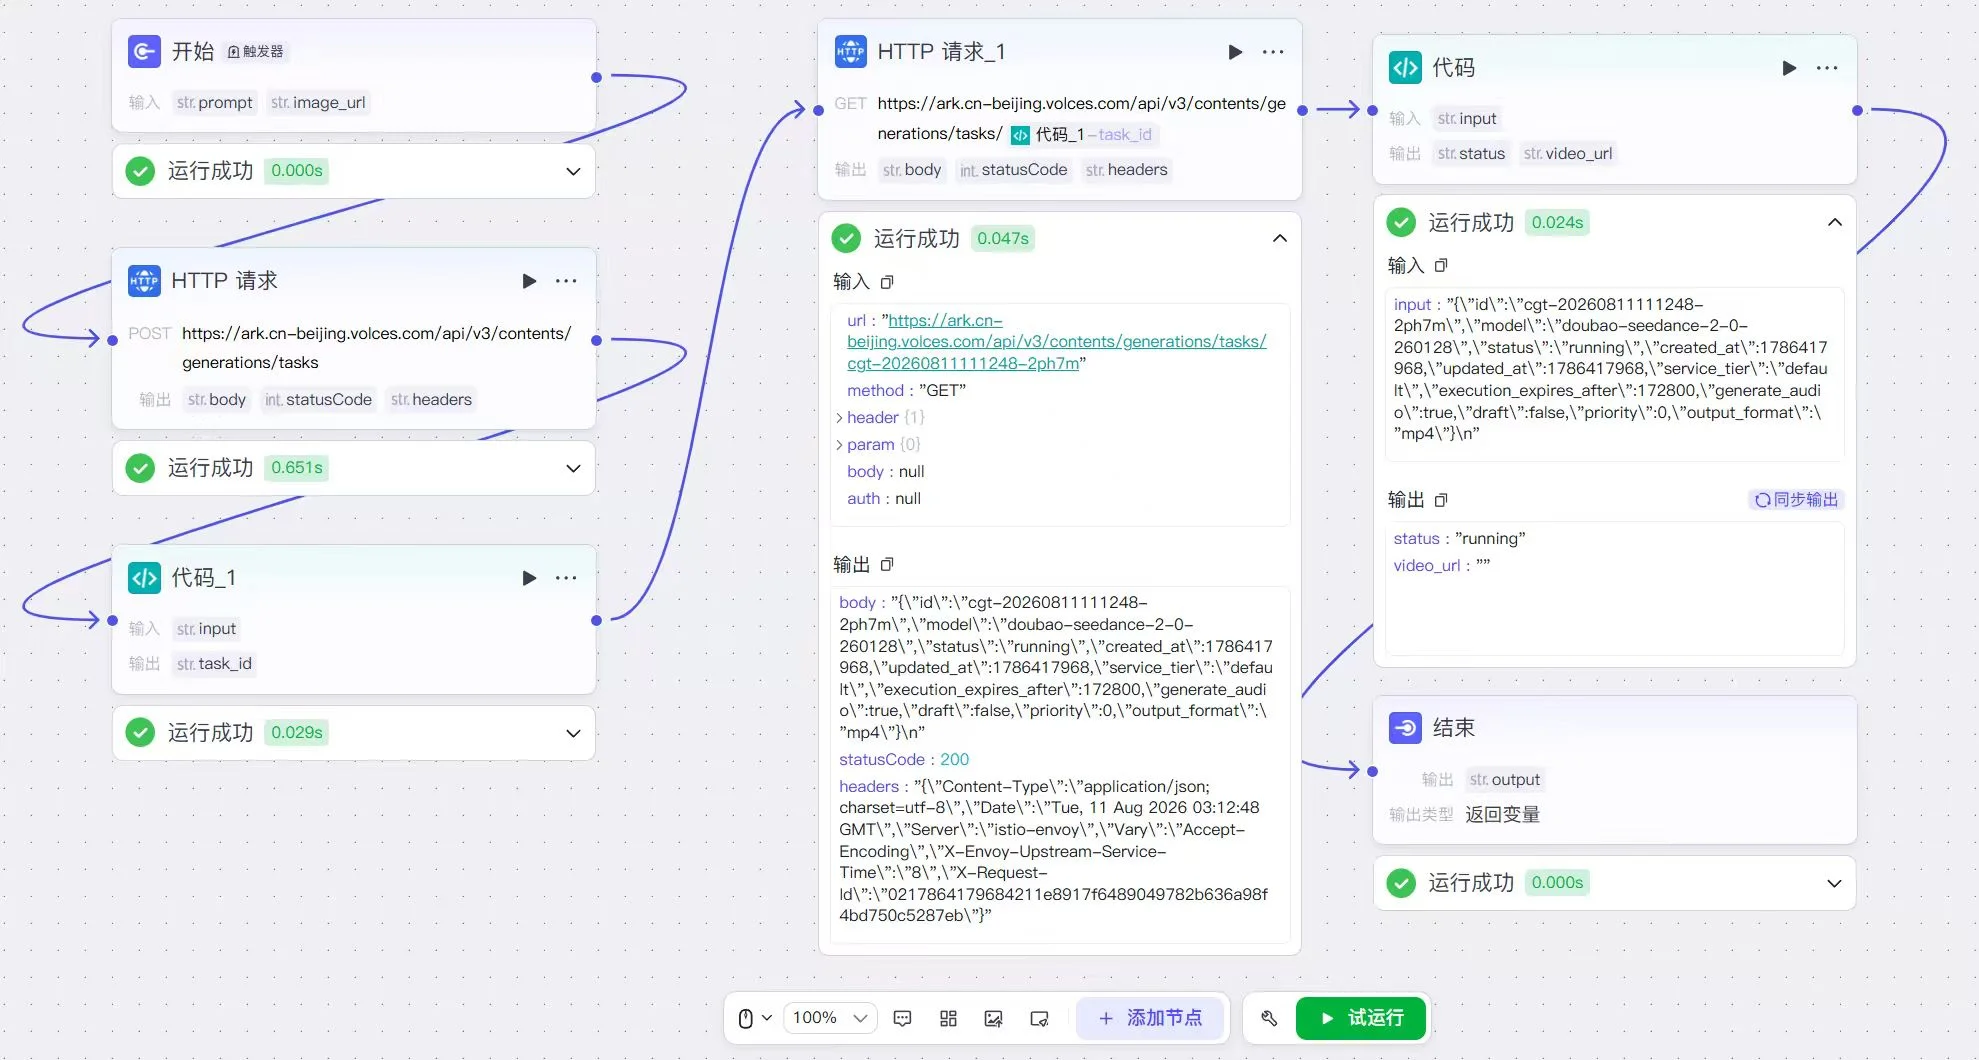 开始 触发器
输入 str. prompt str. image_url
运行成功 0.000s
HTTP 请求
POST https://ark.cn-beijing.volces.com/api/v3/contents/
generations/tasks
输出 str. body int. statusCode str. headers
运行成功 0.651s
代码_1
输入 str. input
输出 str. task_id
运行成功 0.029s
HTTP 请求_1
GET https://ark.cn-beijing.volces.com/api/v3/contents/ge
nerations/tasks/ 代码_1-task_id
输出 str. body int. statusCode str. headers
运行成功 0.047s
输入
url : "https://ark.cn-
beijing.volces.com/api/v3/contents/generations/tasks/
cgt-20260811111248-2ph7m"
method : "GET"
header {1}
param {0}
body : null
auth : null
输出
body : "{\"id\":\"cgt-20260811111248-
2ph7m\",\"model\":\"doubao-seedance-2-0-
260128\",\"status\":\"running\",\"created_at\":1786417
968,\"updated_at\":1786417968,\"service_tier\":\"defau
lt\",\"execution_expires_after\":172800,\"generate_audi
o\":true,\"draft\":false,\"priority\":0,\"output_format\":\
"mp4\"}\n"
statusCode : 200
headers : "{\"Content-Type\":\"application/json;
charset=utf-8\",\"Date\":\"Tue, 11 Aug 2026 03:12:48
GMT\",\"Server\":\"istio-envoy\",\"Vary\":\"Accept-
Encoding\",\"X-Envoy-Upstream-Service-
Time\":\"8\",\"X-Request-
Id\":\"0217864179684211e8917f6489049782b636a98f
4bd750c5287eb\"}"
代码
输入 str. input
输出 str. status str. video_url
运行成功 0.024s
输入
input : "{\"id\":\"cgt-20260811111248-
2ph7m\",\"model\":\"doubao-seedance-2-0-
260128\",\"status\":\"running\",\"created_at\":1786417
968,\"updated_at\":1786417968,\"service_tier\":\"defau
lt\",\"execution_expires_after\":172800,\"generate_audi
o\":true,\"draft\":false,\"priority\":0,\"output_format\":\
"mp4\"}\n"
输出 同步输出
status : "running"
video_url : ""
结束
输出 str. output
输出类型 返回变量
运行成功 0.000s
100% + 添加节点 试运行